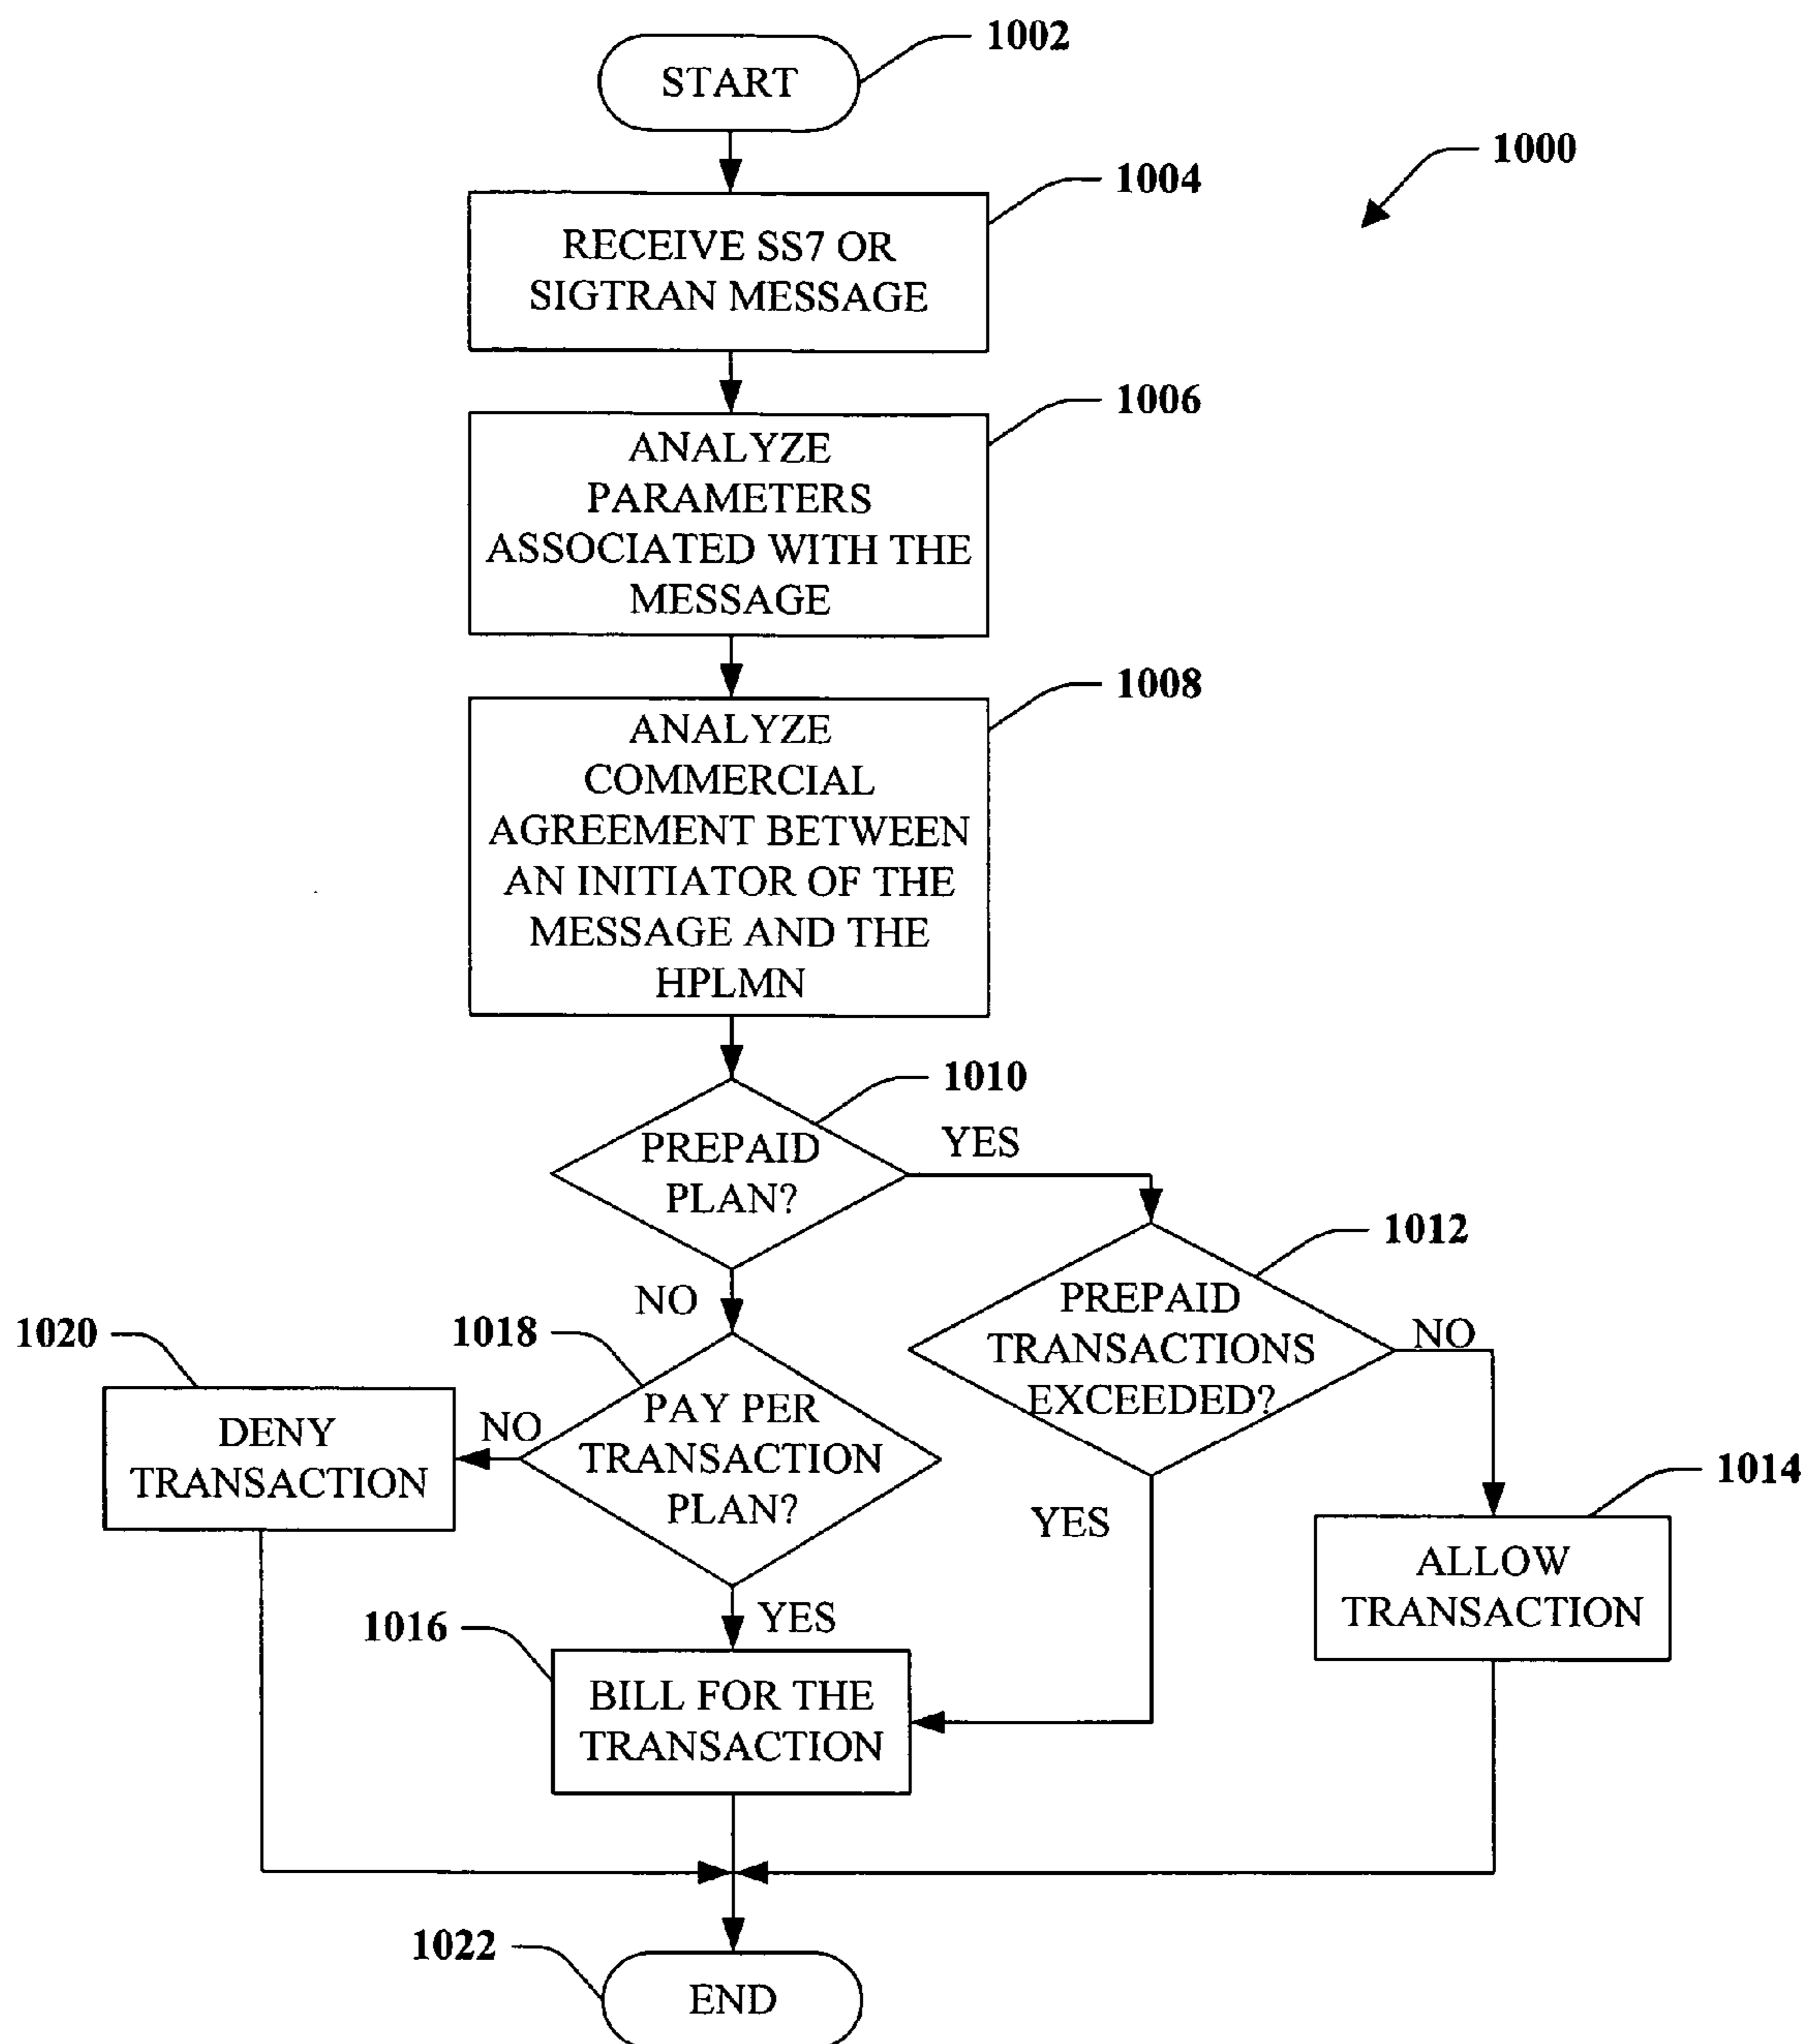 1002
START
1000
1004
RECEIVE SS7 OR
SIGTRAN MESSAGE
1006
ANALYZE
PARAMETERS
ASSOCIATED WITH THE
MESSAGE
1008
ANALYZE
COMMERCIAL
AGREEMENT BETWEEN
AN INITIATOR OF THE
MESSAGE AND THE
HPLMN
1010
PREPAID
PLAN?
YES
NO
1012
PREPAID
TRANSACTIONS
EXCEEDED?
NO
YES
1014
ALLOW
TRANSACTION
1018
PAY PER
TRANSACTION
PLAN?
NO
YES
1020
DENY
TRANSACTION
1016
BILL FOR THE
TRANSACTION
1022
END